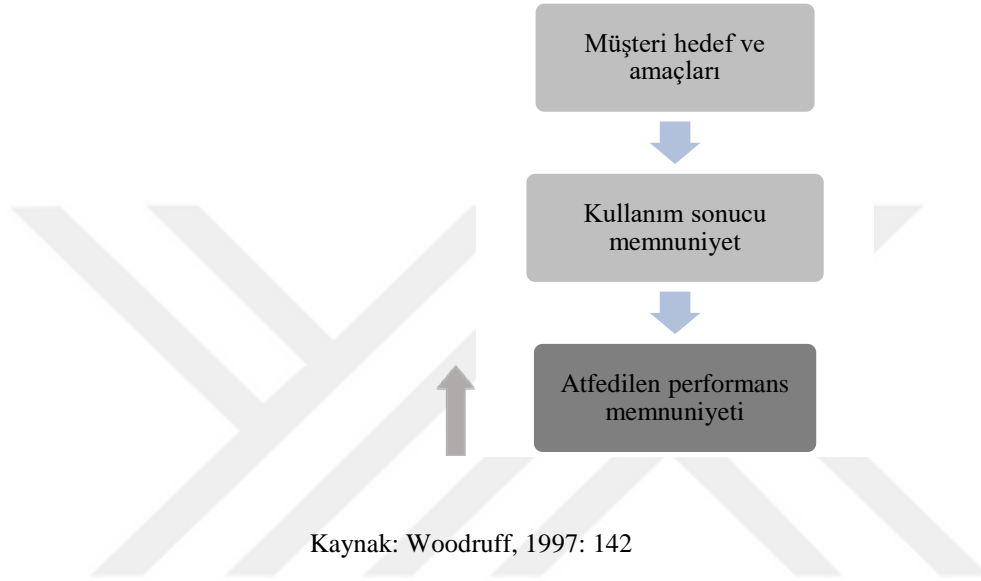 Müşteri hedef ve
amaçları
Kullanım sonucu
memnuniyet
Atfedilen performans
memnuniyeti
Kaynak: Woodruff, 1997: 142